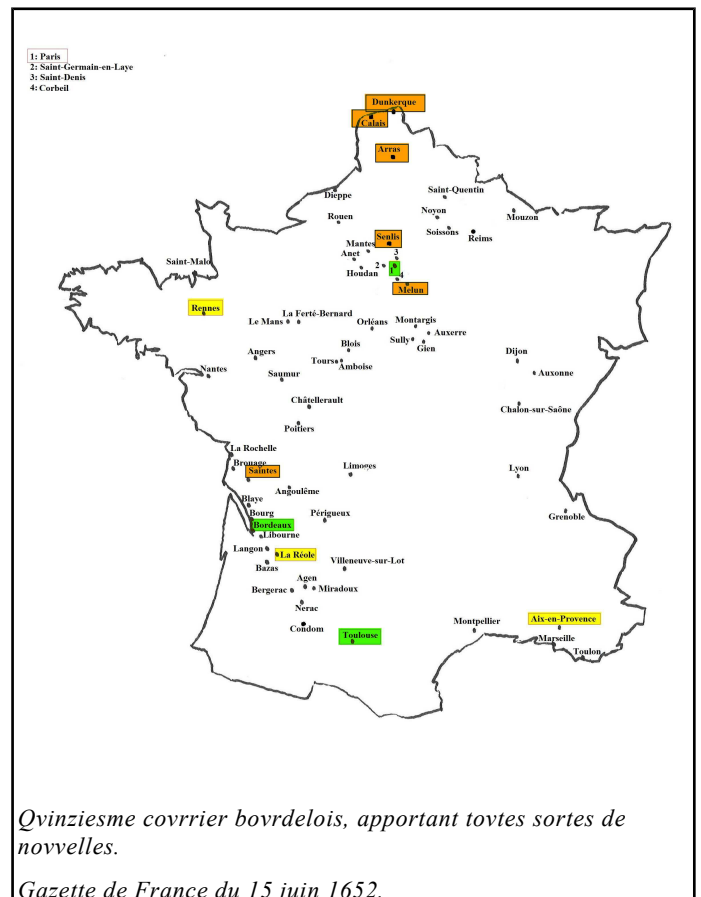 1: Paris
2: Saint-Germain-en-Laye
3: Saint-Denis
4: Corbeil
Dunkerque
Calais
Arras
Dieppe
Saint-Quentin
Rouen
Noyon
Mouzon
Soissons
Reims
Senlis
Mantes
3
Anet
Saint-Malo
2
1
Houdan
4
Melun
Rennes
La Ferté-Bernard
Le Mans
Orléans
Montargis
Auxerre
Sully
Gien
Blois
Angers
Dijon
Tours
Amboise
Nantes
Saumur
Auxonne
Châtellerault
Chalon-sur-Saône
Poitiers
La Rochelle
Brouage
Saintes
Limoges
Lyon
Angoulême
Blaye
Bourg
Périgueux
Grenoble
Bordeaux
Libourne
Langon
La Réole
Villeneuve-sur-Lot
Bazas
Agen
Bergerac
Miradoux
Nerac
Condom
Toulouse
Montpellier
Aix-en-Provence
Marseille
Toulon
Qvinziesme covrrier bovrdelois, apportant tovtes sortes de
novvelles.
Gazette de France du 15 juin 1652.